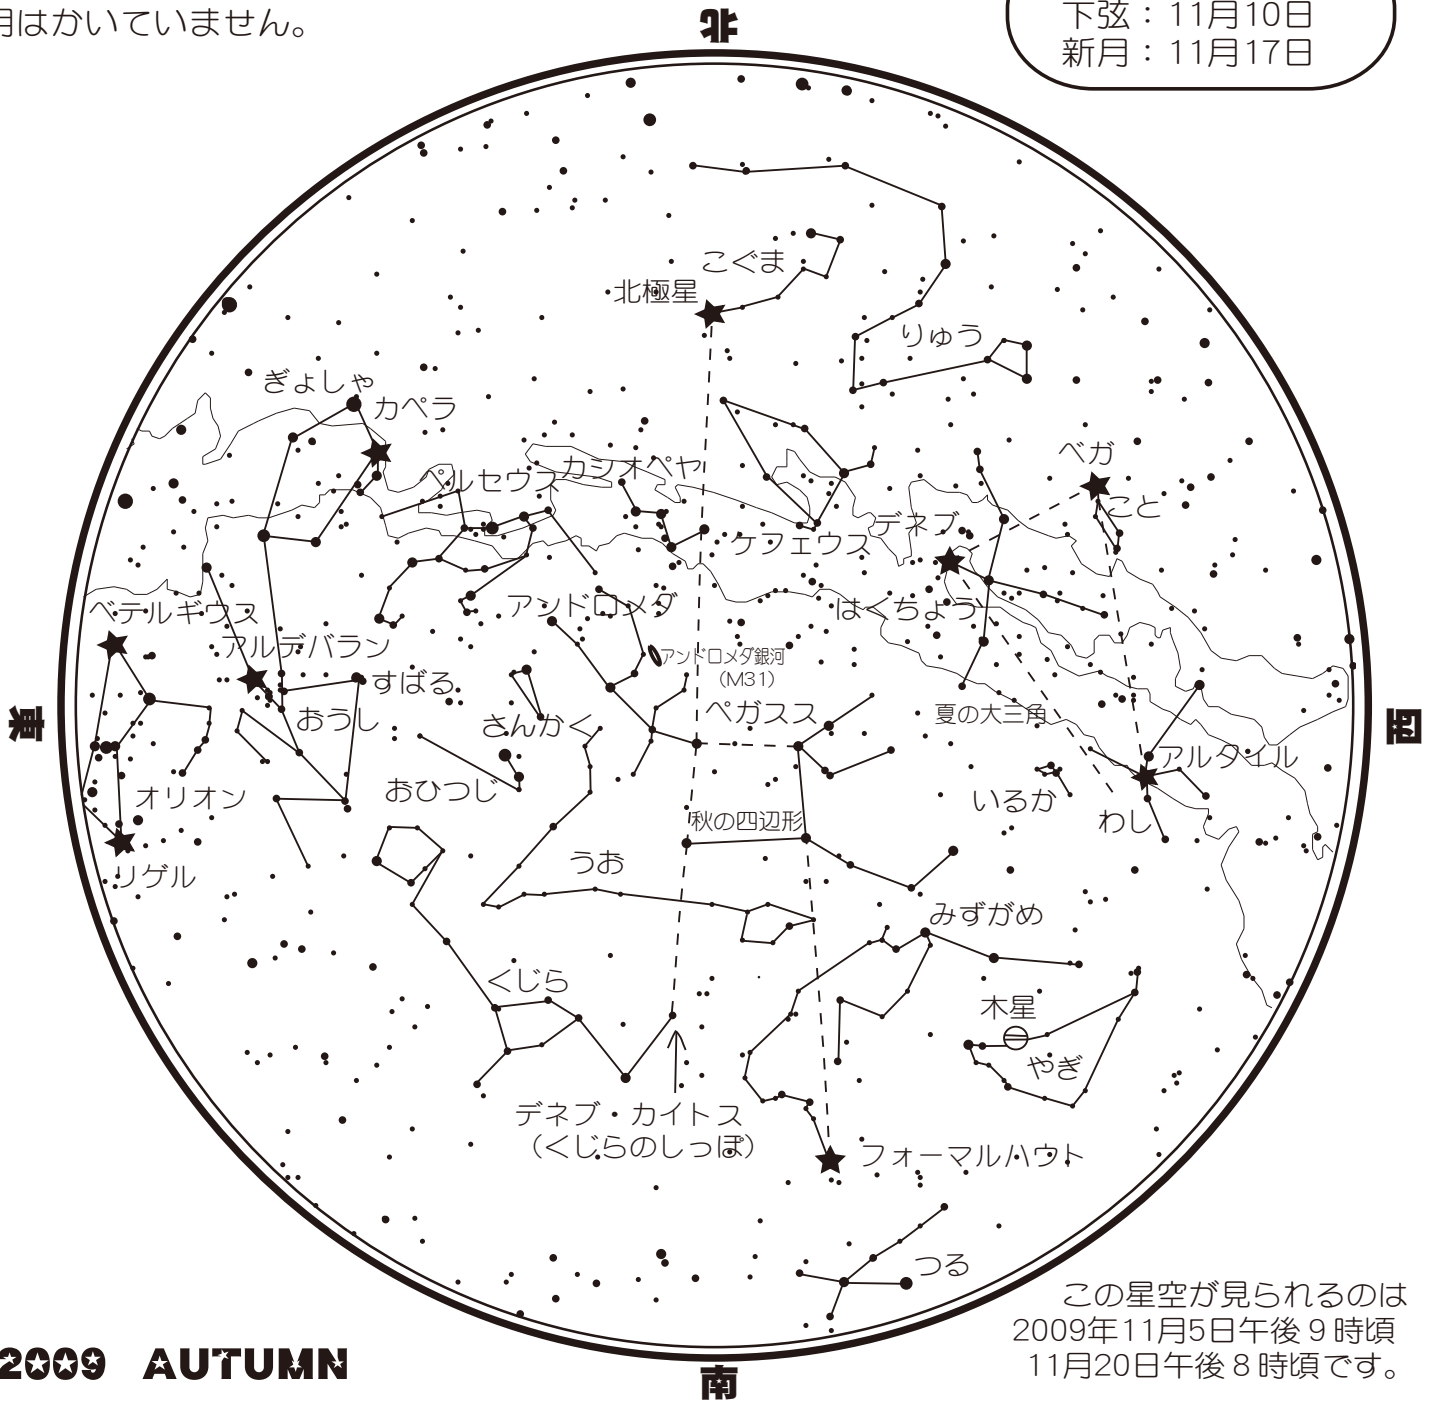 月はかいていません。
下弦：11月10日
新月：11月17日
北
こぐま
北極星
りゅう
ぎょしゃ
カペラ
ペルセウス
カシオペヤ
ベガ
こと
デネブ
ケフェウス
はくちょう
アンドロメダ
ベテルギウス
アルデバラン
アンドロメダ銀河
（M31）
すばる
おうし
さんかく
ペガスス
夏の大三角
東
西
アルタイル
オリオン
おひつじ
いるか
わし
秋の四辺形
リゲル
うお
みずがめ
くじら
木星
やぎ
デネブ・カイトス
（くじらのしっぽ）
フォーマルハウト
つる
この星空が見られるのは
2009年11月5日午後９時頃
11月20日午後８時頃です。
2009 AUTUMN
南